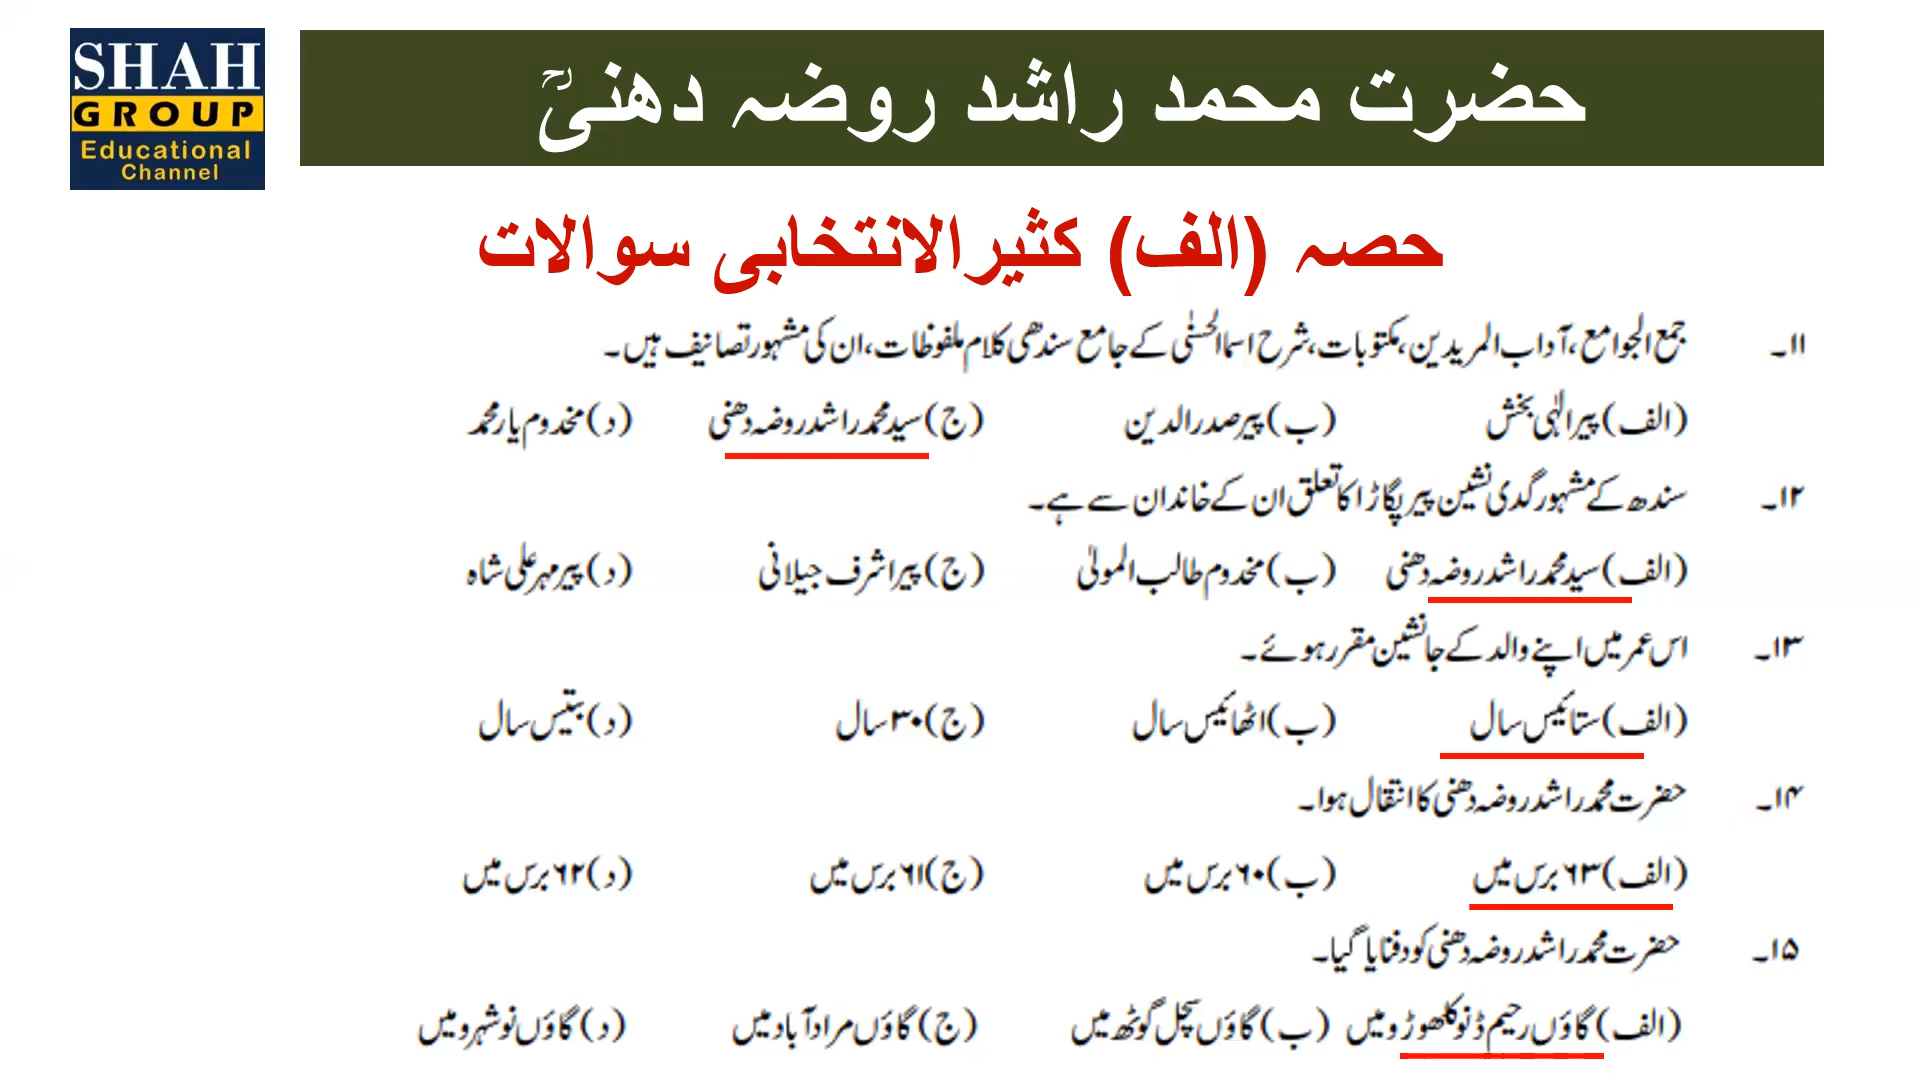 SHAH
GROUP
Educational
Channel
حضرت محمد راشد روضہ دھنیؒ
حصہ (الف) کثیرالانتخابی سوالات
۱۱۔ جمع الجوامع، آداب المریدین، مکتوبات، شرح اسما الحسنٰی کے جامع سندھی کلام ملفوظات، ان کی مشہور تصانیف ہیں۔
(الف) پیر الٰہی بخش (ب) پیر صدر الدین (ج) سید محمد راشد روضہ دھنی (د) مخدوم یار محمد
۱۲۔ سندھ کے مشہور گدی نشین پیر پگاڑا کا تعلق ان کے خاندان سے ہے۔
(الف) سید محمد راشد روضہ دھنی (ب) مخدوم طالب المولیٰ (ج) پیر اشرف جیلانی (د) پیر مہر علی شاہ
۱۳۔ اس عمر میں اپنے والد کے جانشین مقرر ہوئے۔
(الف) ستائیس سال (ب) اٹھائیس سال (ج) ۳۰ سال (د) بتیس سال
۱۴۔ حضرت محمد راشد روضہ دھنی کا انتقال ہوا۔
(الف) ۶۳ برس میں (ب) ۶۰ برس میں (ج) ۶۱ برس میں (د) ۶۲ برس میں
۱۵۔ حضرت محمد راشد روضہ دھنی کو دفنایا گیا۔
(الف) گاؤں رحیم ڈنو کلھوڑو میں (ب) گاؤں سچل گوٹھ میں (ج) گاؤں مراد آباد میں (د) گاؤں نوشہرو میں